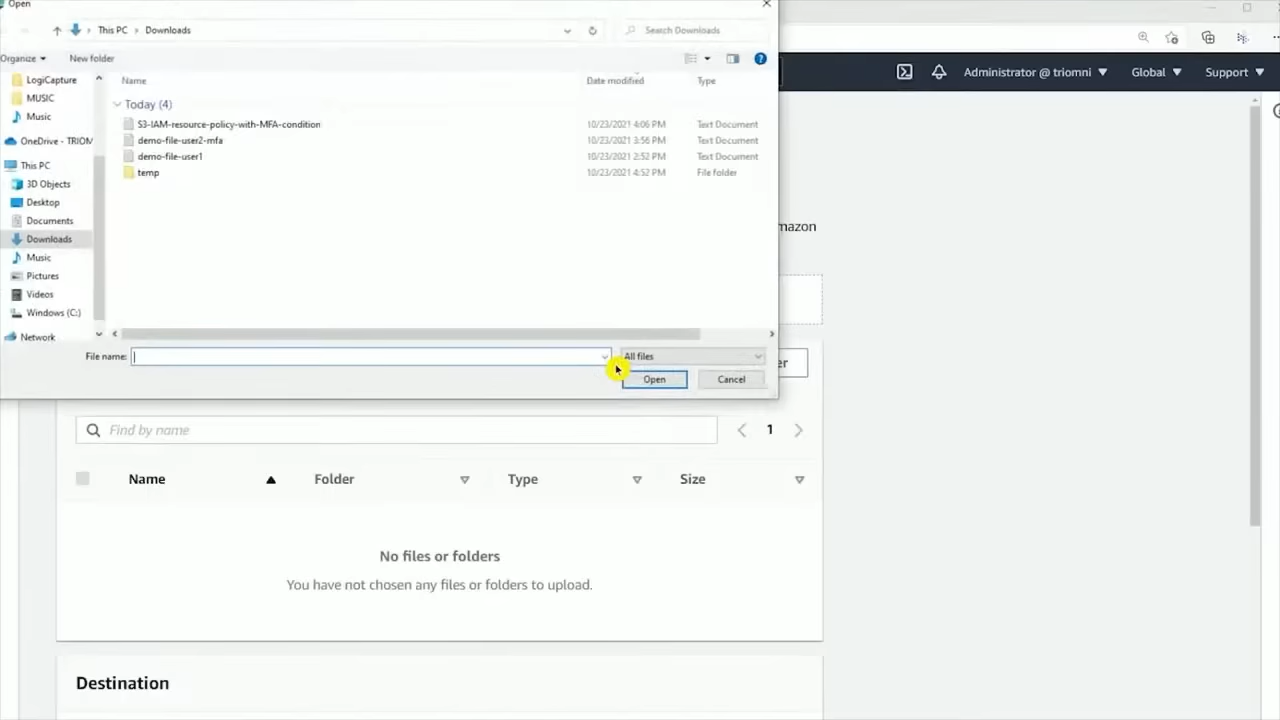 Open
This PC > Downloads
Search Downloads
Organize
New folder
LogiCapture
MUSIC
Music
OneDrive - TRIOM
This PC
3D Objects
Desktop
Documents
Downloads
Music
Pictures
Videos
Windows (C:)
Network
Name Date modified Type
Today (4)
S3-IAM-resource-policy-with-MFA-condition 10/23/2021 4:06 PM Text Document
demo-file-user2-mfa 10/23/2021 3:56 PM Text Document
demo-file-user1 10/23/2021 2:52 PM Text Document
temp 10/23/2021 4:52 PM File folder
File name:
All files
Open
Cancel
Administrator @ triomni
Global
Support
mazon
er
Find by name
1
Name Folder Type Size
No files or folders
You have not chosen any files or folders to upload.
Destination